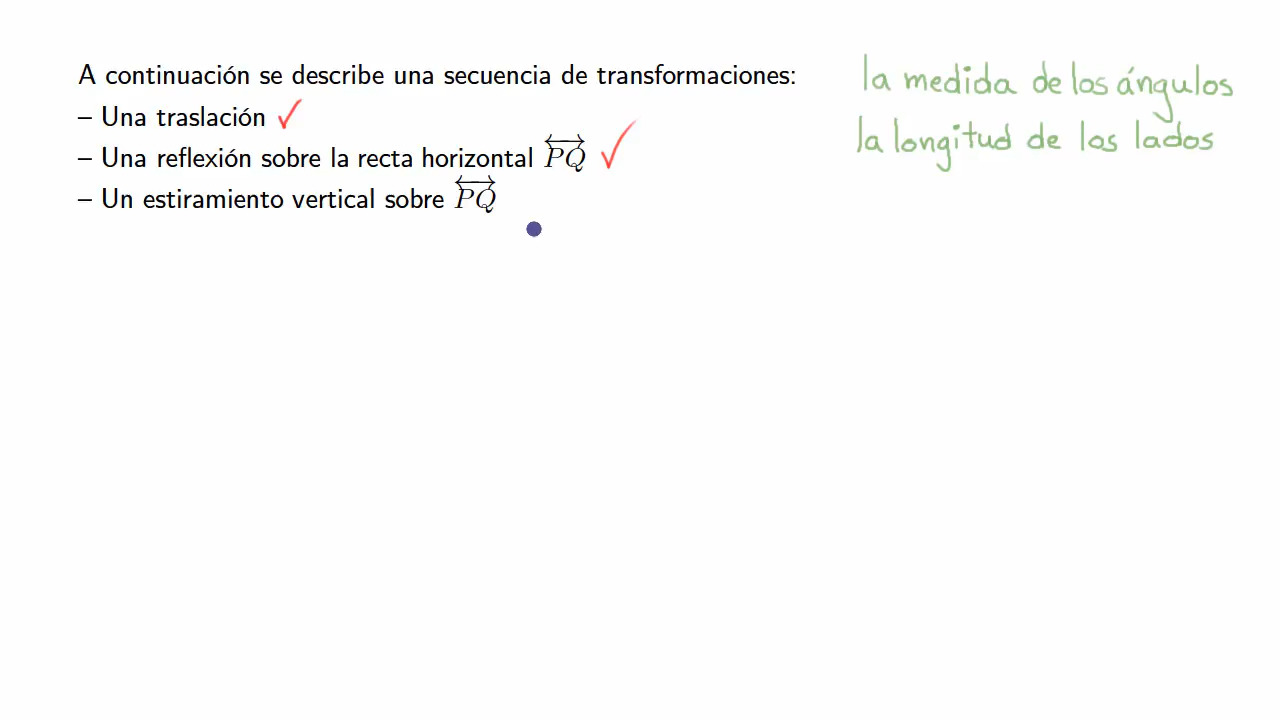 A continuación se describe una secuencia de transformaciones:
– Una traslación ✓
– Una reflexión sobre la recta horizontal \overleftrightarrow{PQ} ✓
– Un estiramiento vertical sobre \overleftrightarrow{PQ}
la medida de los ángulos
la longitud de los lados